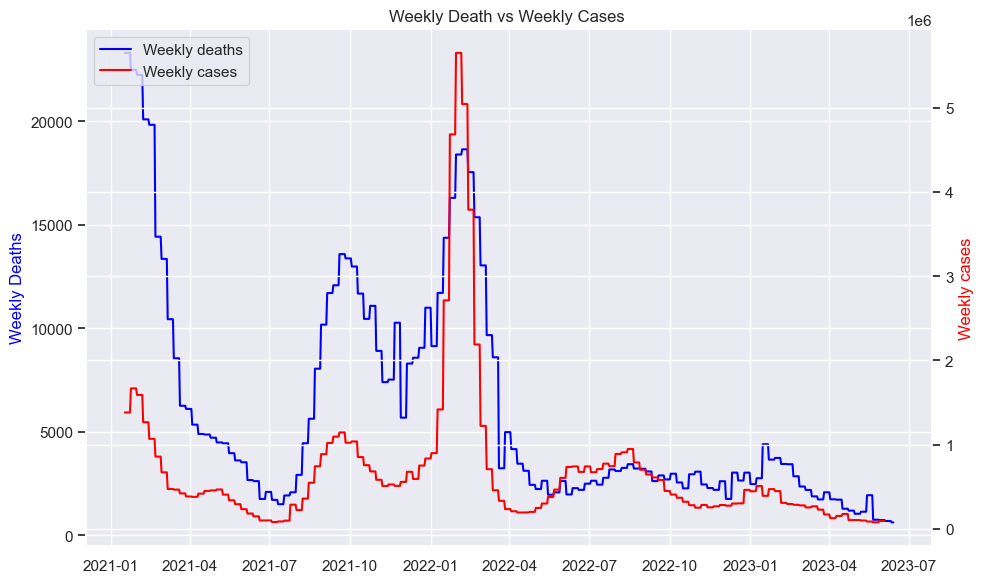 Weekly Death vs Weekly Cases
1e6
Weekly deaths
Weekly cases
Weekly Deaths
20000
15000
10000
5000
0
Weekly cases
5
4
3
2
1
0
2021-01 2021-04 2021-07 2021-10 2022-01 2022-04 2022-07 2022-10 2023-01 2023-04 2023-07